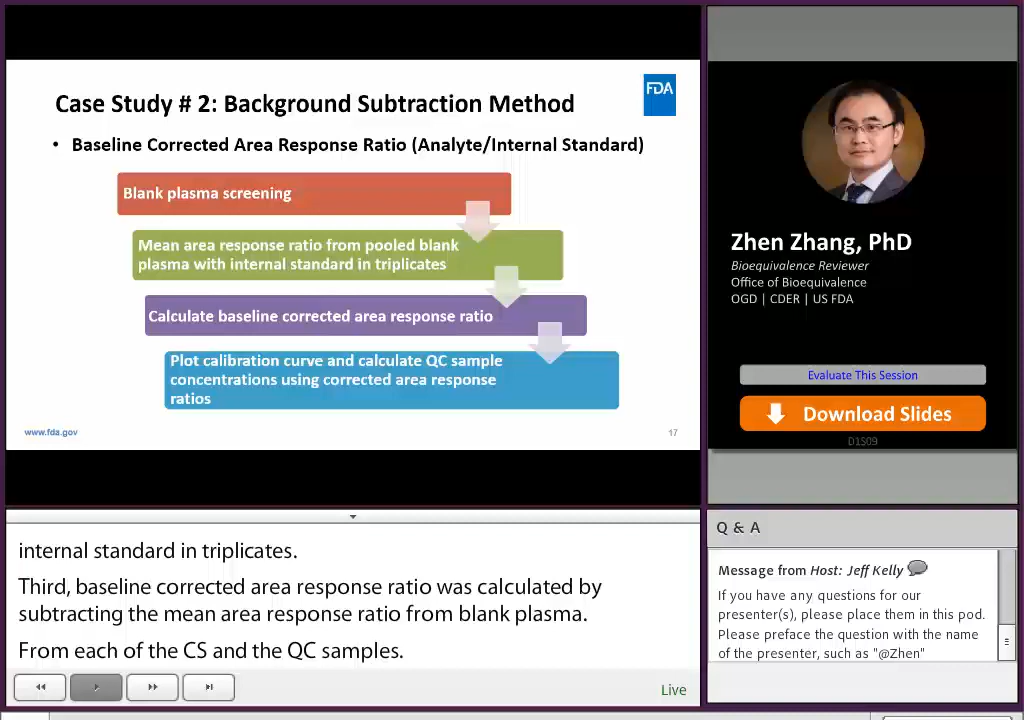 Case Study # 2: Background Subtraction Method
FDA
• Baseline Corrected Area Response Ratio (Analyte/Internal Standard)
Blank plasma screening
Mean area response ratio from pooled blank
plasma with internal standard in triplicates
Calculate baseline corrected area response ratio
Plot calibration curve and calculate QC sample
concentrations using corrected area response
ratios
www.fda.gov
17
Zhen Zhang, PhD
Bioequivalence Reviewer
Office of Bioequivalence
OGD | CDER | US FDA
Evaluate This Session
Download Slides
D1S09
internal standard in triplicates.
Third, baseline corrected area response ratio was calculated by
subtracting the mean area response ratio from blank plasma.
From each of the CS and the QC samples.
Live
Q & A
Message from Host: Jeff Kelly
If you have any questions for our
presenter(s), please place them in this pod.
Please preface the question with the name
of the presenter, such as "@Zhen"